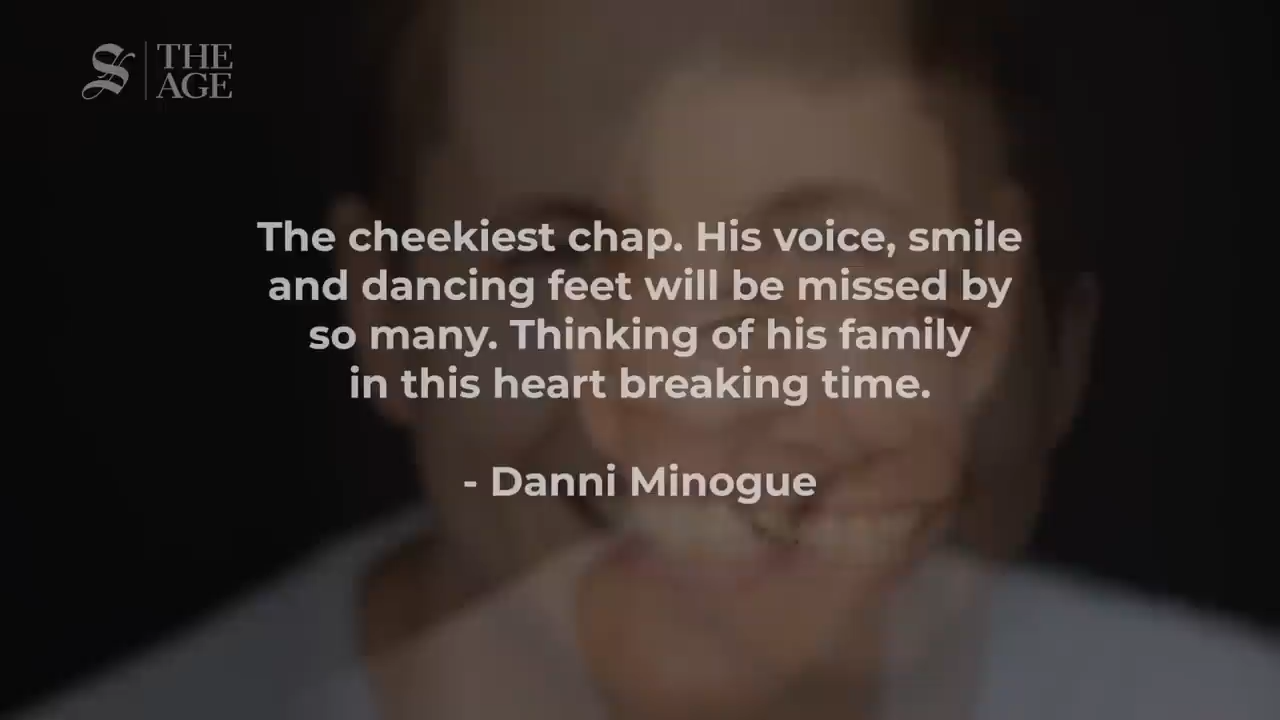 S
THE
AGE
The cheekiest chap. His voice, smile
and dancing feet will be missed by
so many. Thinking of his family
in this heart breaking time.
- Danni Minogue